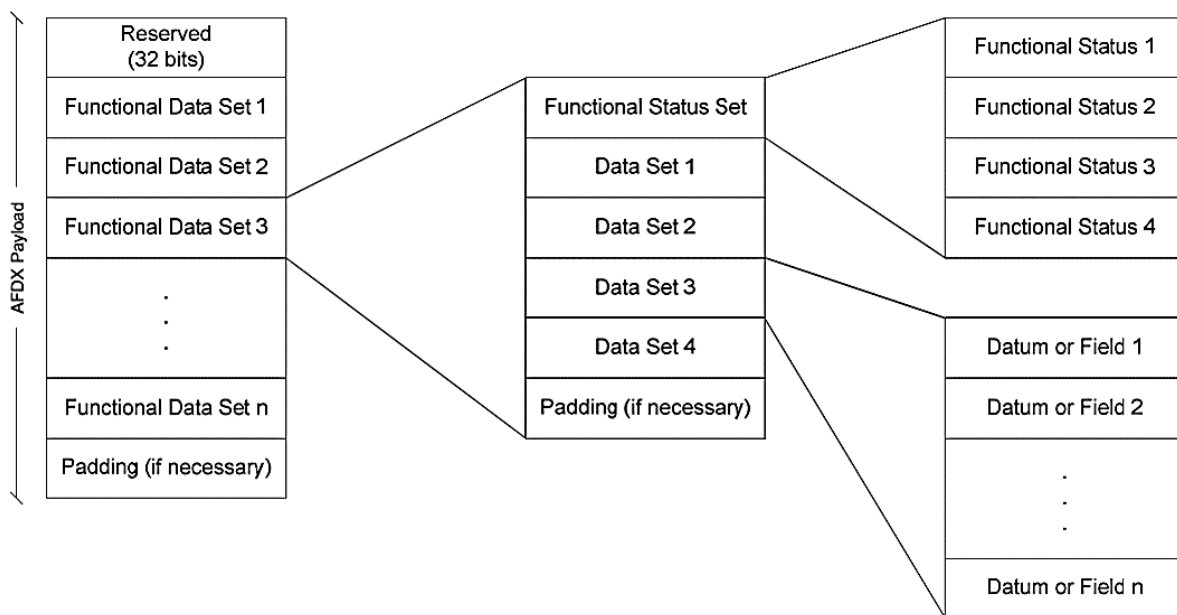 AFDX Payload
Reserved
(32 bits)
Functional Data Set 1
Functional Data Set 2
Functional Data Set 3
Functional Data Set n
Padding (if necessary)
Functional Status Set
Data Set 1
Data Set 2
Data Set 3
Data Set 4
Padding (if necessary)
Functional Status 1
Functional Status 2
Functional Status 3
Functional Status 4
Datum or Field 1
Datum or Field 2
Datum or Field n